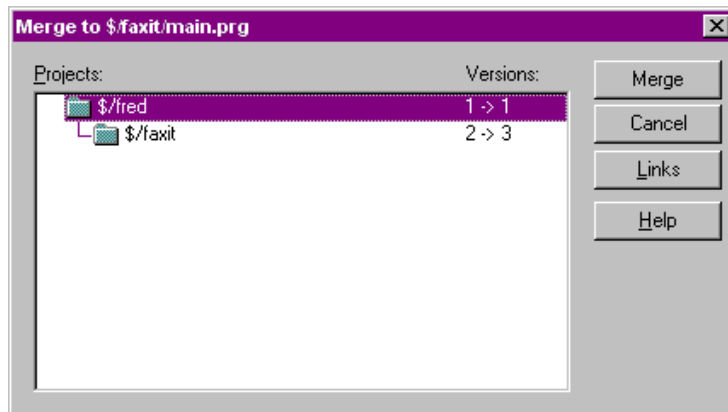 Merge to $/faxit/main.prg
Projects: Versions:
$/fred 1 -> 1
$/faxit 2 -> 3
Merge
Cancel
Links
Help